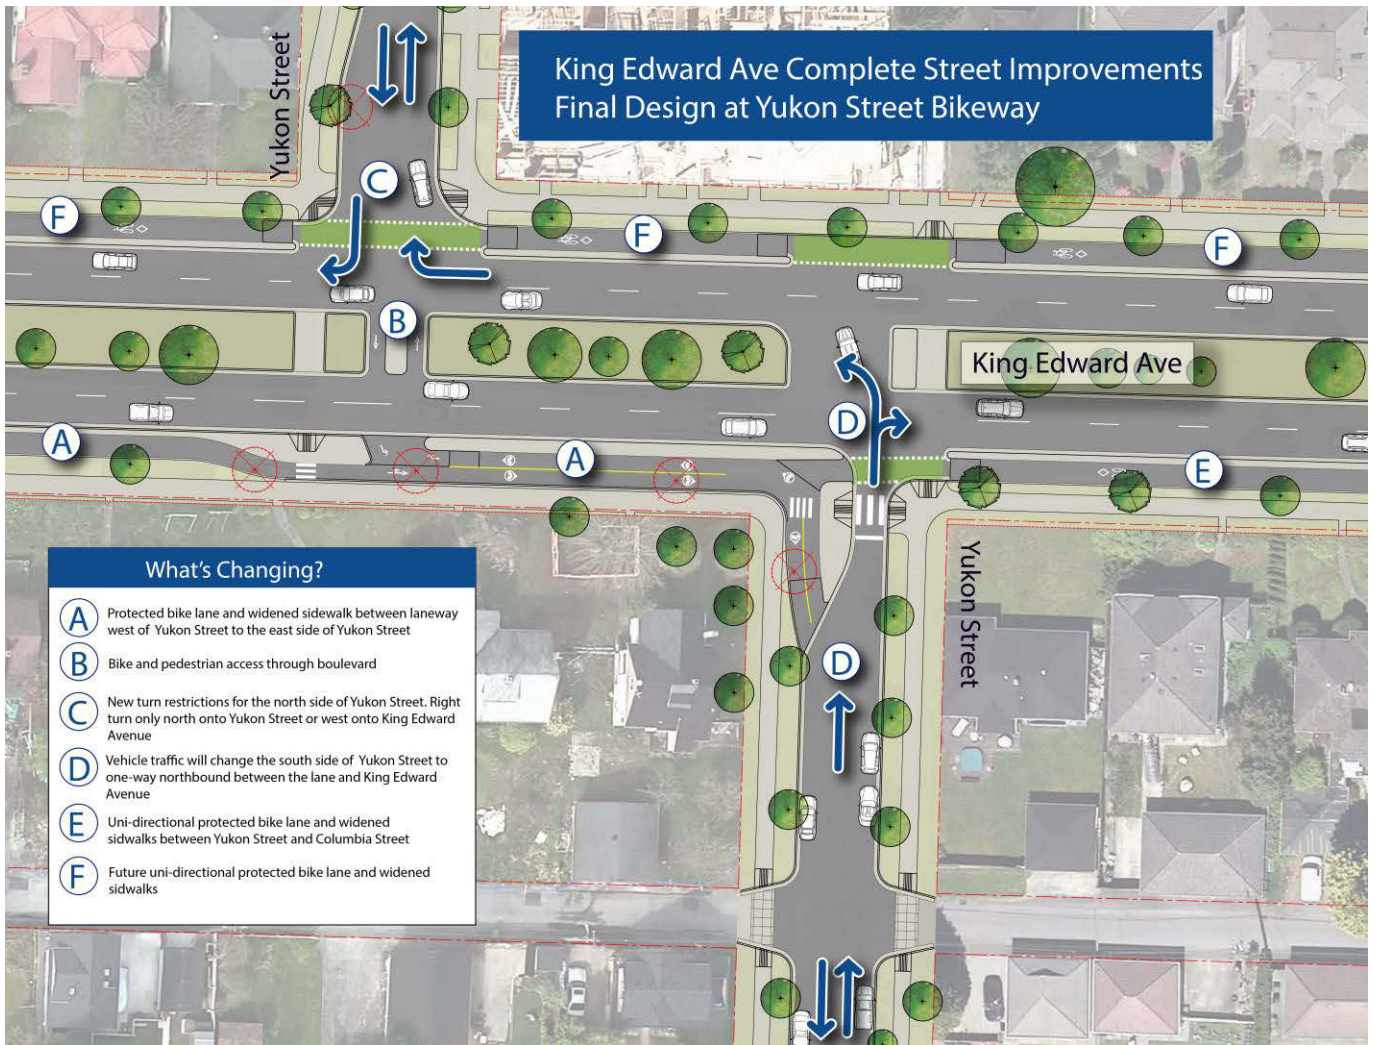 Yukon Street
King Edward Ave Complete Street Improvements
Final Design at Yukon Street Bikeway
C
F
F
F
B
King Edward Ave
D
A
A
E
Yukon Street
D
What's Changing?
A
Protected bike lane and widened sidewalk between laneway
west of Yukon Street to the east side of Yukon Street
B
Bike and pedestrian access through boulevard
C
New turn restrictions for the north side of Yukon Street. Right
turn only north onto Yukon Street or west onto King Edward
Avenue
D
Vehicle traffic will change the south side of Yukon Street to
one-way northbound between the lane and King Edward
Avenue
E
Uni-directional protected bike lane and widened
sidwalks between Yukon Street and Columbia Street
F
Future uni-directional protected bike lane and widened
sidwalks